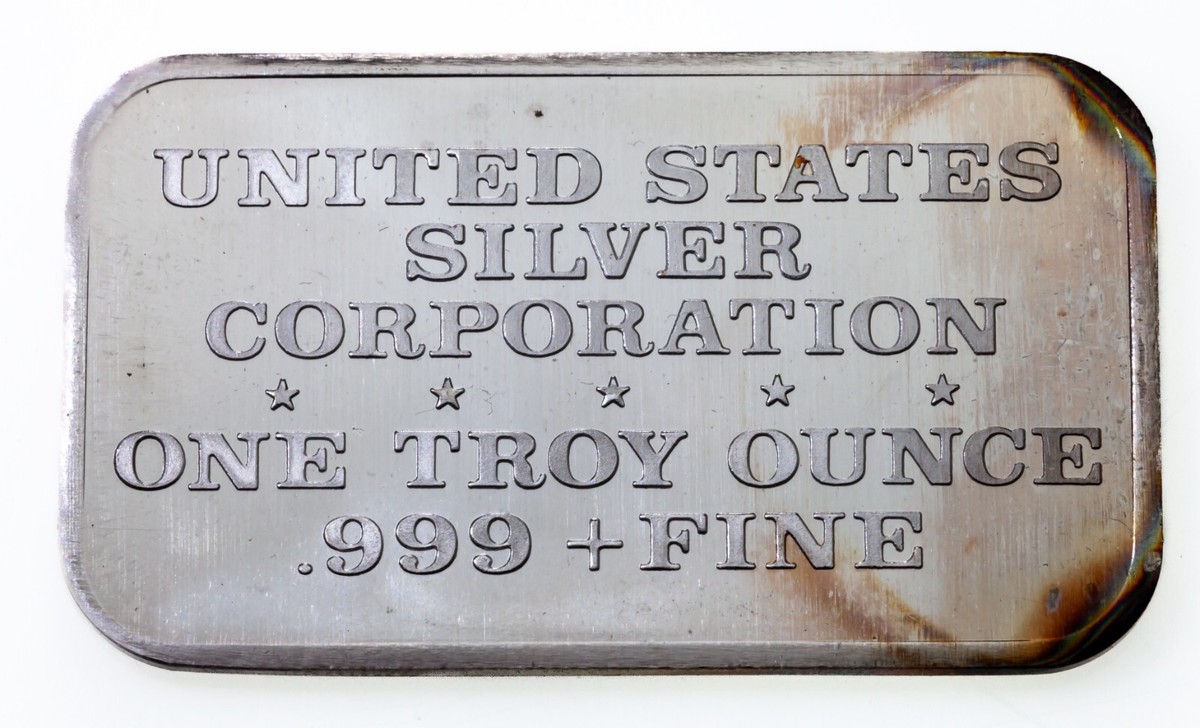 UNITED STATES
SILVER
CORPORATION
ONE TROY OUNCE
.999 + FINE